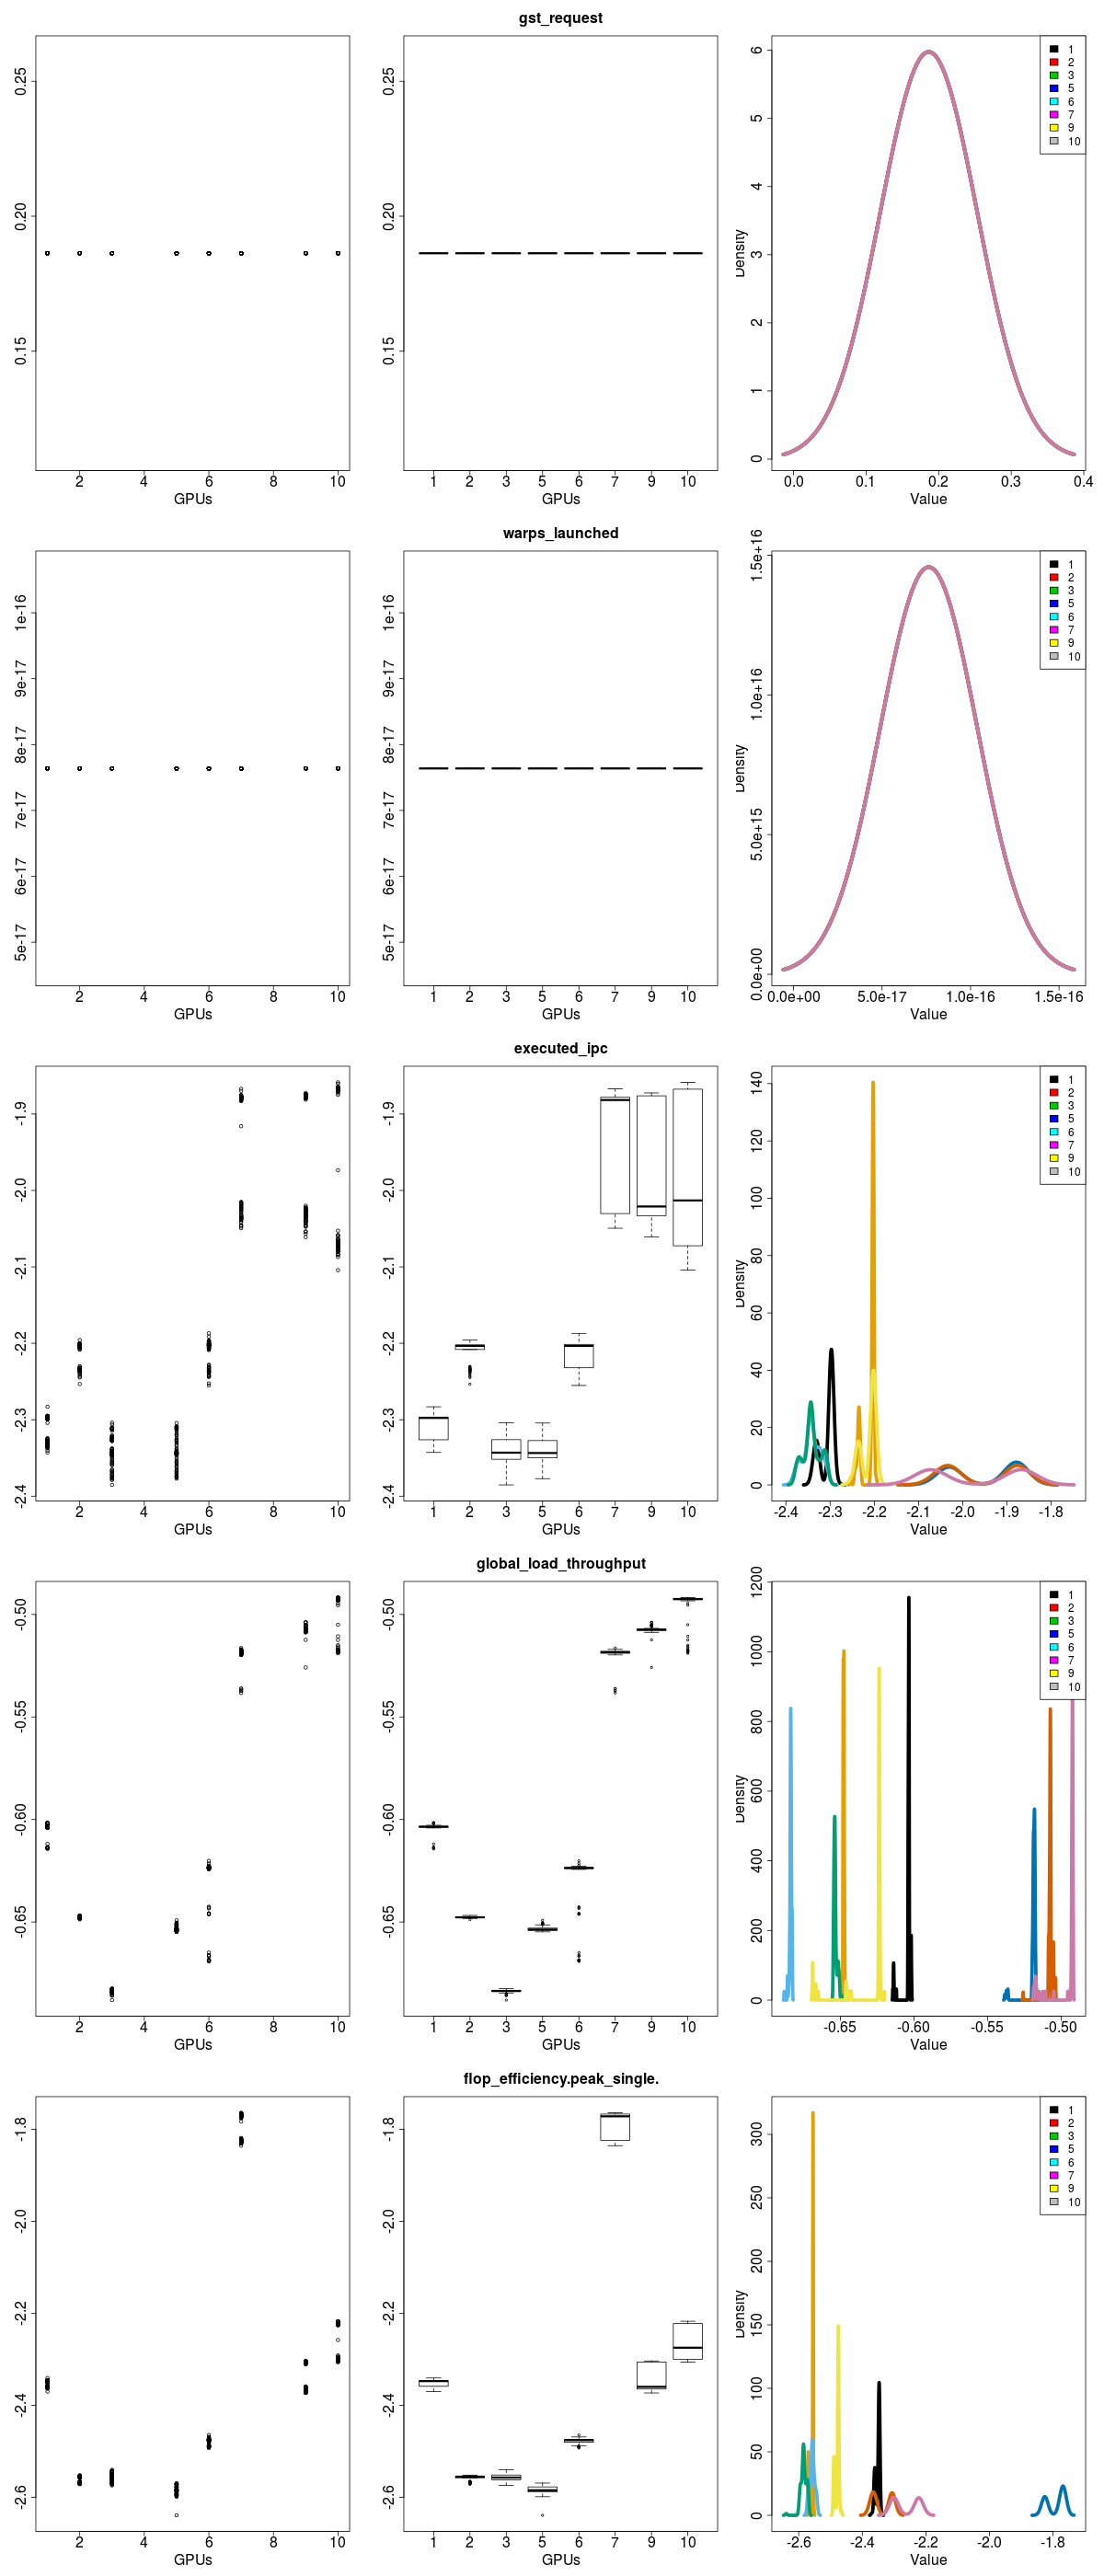 gst_request
0.25
0.20
0.15
2 4 6 8 10
GPUs
0.25
0.20
0.15
1 2 3 5 6 7 9 10
GPUs
6
5
4
3
2
1
0
Density
0.0 0.1 0.2 0.3 0.4
Value
1
2
3
5
6
7
9
10
warps_launched
1e-16
9e-17
8e-17
7e-17
6e-17
5e-17
2 4 6 8 10
GPUs
1e-16
9e-17
8e-17
7e-17
6e-17
5e-17
1 2 3 5 6 7 9 10
GPUs
1.5e+16
1.0e+16
5.0e+15
0.0e+00
Density
0.0e+00 5.0e-17 1.0e-16 1.5e-16
Value
1
2
3
5
6
7
9
10
executed_ipc
-1.9
-2.0
-2.1
-2.2
-2.3
-2.4
2 4 6 8 10
GPUs
-1.9
-2.0
-2.1
-2.2
-2.3
-2.4
1 2 3 5 6 7 9 10
GPUs
140
120
100
80
60
40
20
0
Density
-2.4 -2.3 -2.2 -2.1 -2.0 -1.9 -1.8
Value
1
2
3
5
6
7
9
10
global_load_throughput
-0.50
-0.55
-0.60
-0.65
2 4 6 8 10
GPUs
-0.50
-0.55
-0.60
-0.65
1 2 3 5 6 7 9 10
GPUs
1200
1000
800
600
400
200
0
Density
-0.65 -0.60 -0.55 -0.50
Value
1
2
3
5
6
7
9
10
flop_efficiency.peak_single.
-1.8
-2.0
-2.2
-2.4
-2.6
2 4 6 8 10
GPUs
-1.8
-2.0
-2.2
-2.4
-2.6
1 2 3 5 6 7 9 10
GPUs
300
250
200
150
100
50
0
Density
-2.6 -2.4 -2.2 -2.0 -1.8
Value
1
2
3
5
6
7
9
10